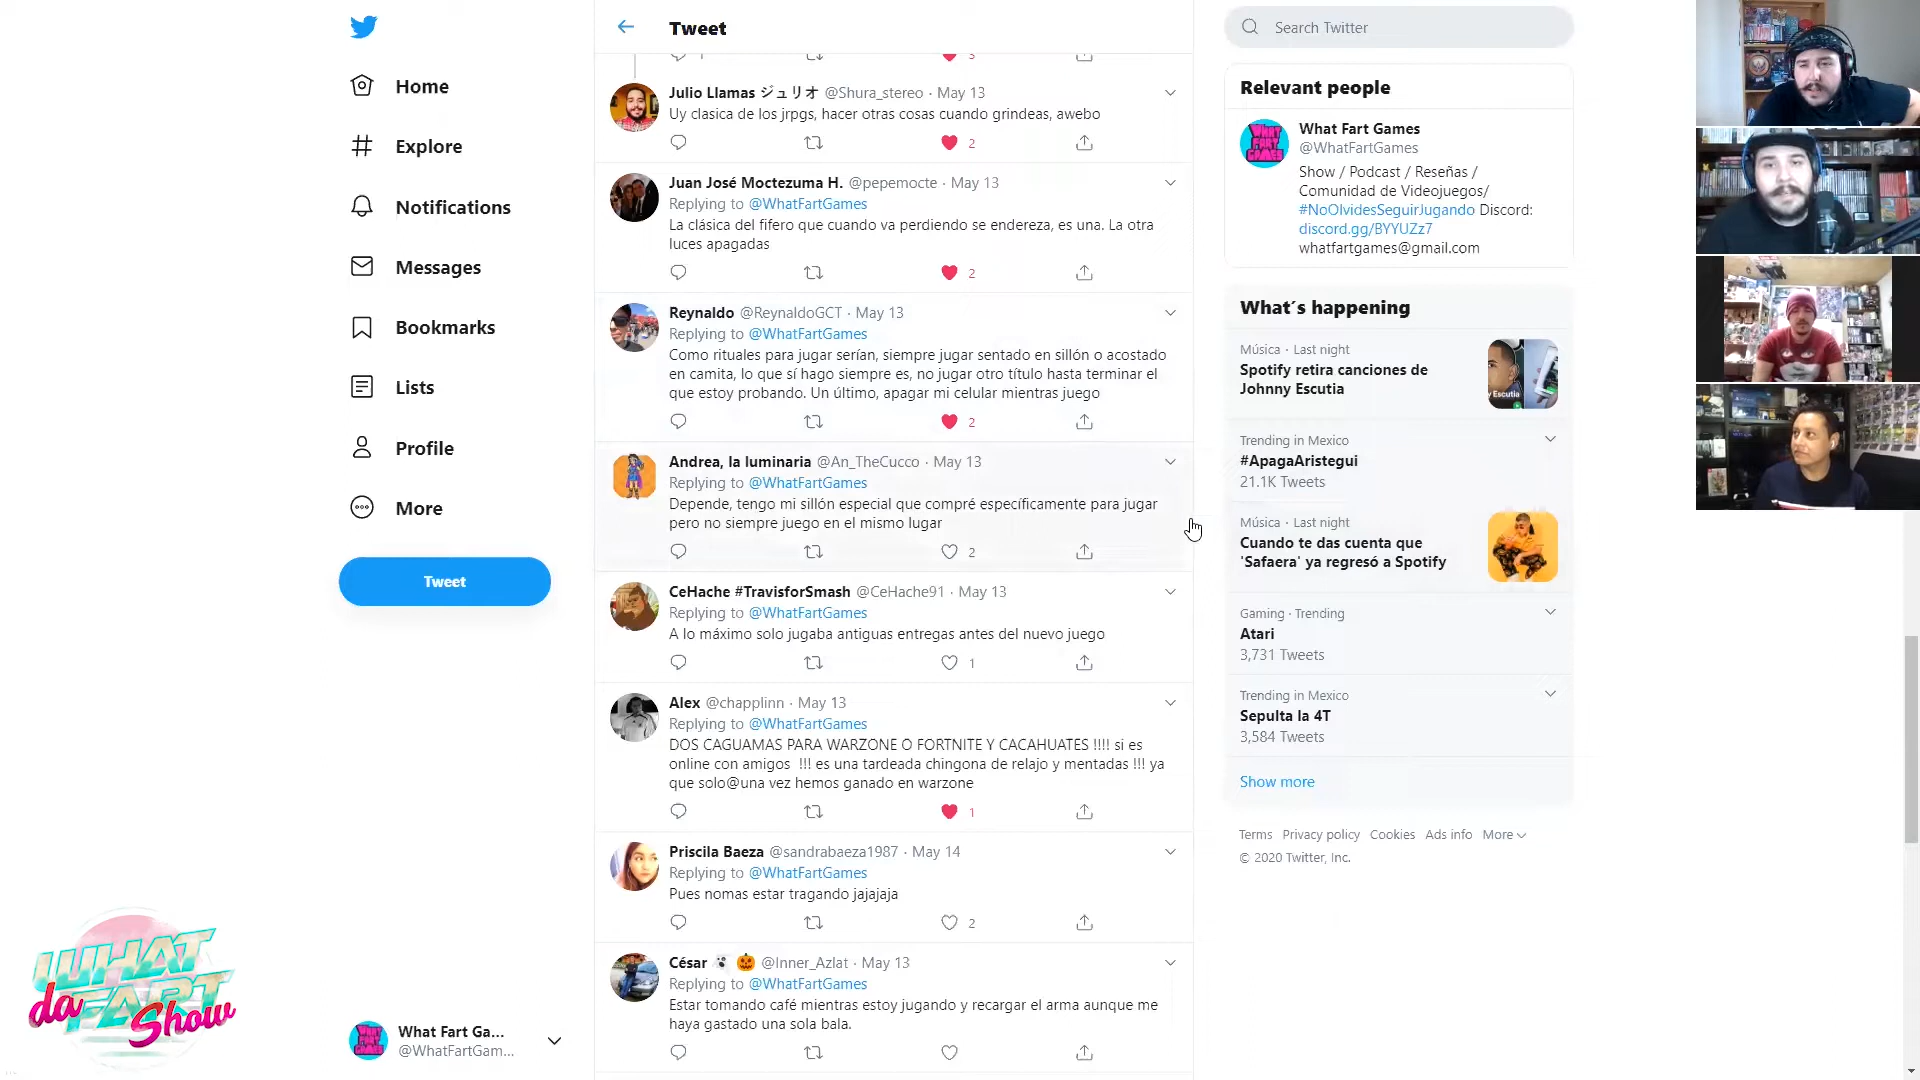 Home
Explore
Notifications
Messages
Bookmarks
Lists
Profile
More
Tweet
WHAT
da FART
Show
What Fart Ga...
@WhatFartGam...
Tweet
1
3
Julio Llamas ジュリオ @Shura_stereo · May 13
Uy clasica de los jrpgs, hacer otras cosas cuando grindeas, awebo
2
Juan José Moctezuma H. @pepemocte · May 13
Replying to @WhatFartGames
La clásica del fifero que cuando va perdiendo se endereza, es una. La otra
luces apagadas
2
Reynaldo @ReynaldoGCT · May 13
Replying to @WhatFartGames
Como rituales para jugar serían, siempre jugar sentado en sillón o acostado
en camita, lo que sí hago siempre es, no jugar otro título hasta terminar el
que estoy probando. Un último, apagar mi celular mientras juego
2
Andrea, la luminaria @An_TheCucco · May 13
Replying to @WhatFartGames
Depende, tengo mi sillón especial que compré específicamente para jugar
pero no siempre juego en el mismo lugar
2
CeHache #TravisforSmash @CeHache91 · May 13
Replying to @WhatFartGames
A lo máximo solo jugaba antiguas entregas antes del nuevo juego
1
Alex @chapplinn · May 13
Replying to @WhatFartGames
DOS CAGUAMAS PARA WARZONE O FORTNITE Y CACAHUATES !!!! si es
online con amigos !!! es una tardeada chingona de relajo y mentadas !!! ya
que solo@una vez hemos ganado en warzone
1
Priscila Baeza @sandrabaeza1987 · May 14
Replying to @WhatFartGames
Pues nomas estar tragando jajajaja
2
César 👻 🎃 @Inner_Azlat · May 13
Replying to @WhatFartGames
Estar tomando café mientras estoy jugando y recargar el arma aunque me
haya gastado una sola bala.
Search Twitter
Relevant people
WHAT
FART
GAMES
What Fart Games
@WhatFartGames
Show / Podcast / Reseñas /
Comunidad de Videojuegos/
#NoOlvidesSeguirJugando Discord:
discord.gg/BYYUZz7
whatfartgames@gmail.com
What's happening
Música · Last night
Spotify retira canciones de
Johnny Escutia
Trending in Mexico
#ApagaAristegui
21.1K Tweets
Música · Last night
Cuando te das cuenta que
'Safaera' ya regresó a Spotify
Gaming · Trending
Atari
3,731 Tweets
Trending in Mexico
Sepulta la 4T
3,584 Tweets
Show more
Terms Privacy policy Cookies Ads info More
© 2020 Twitter, Inc.